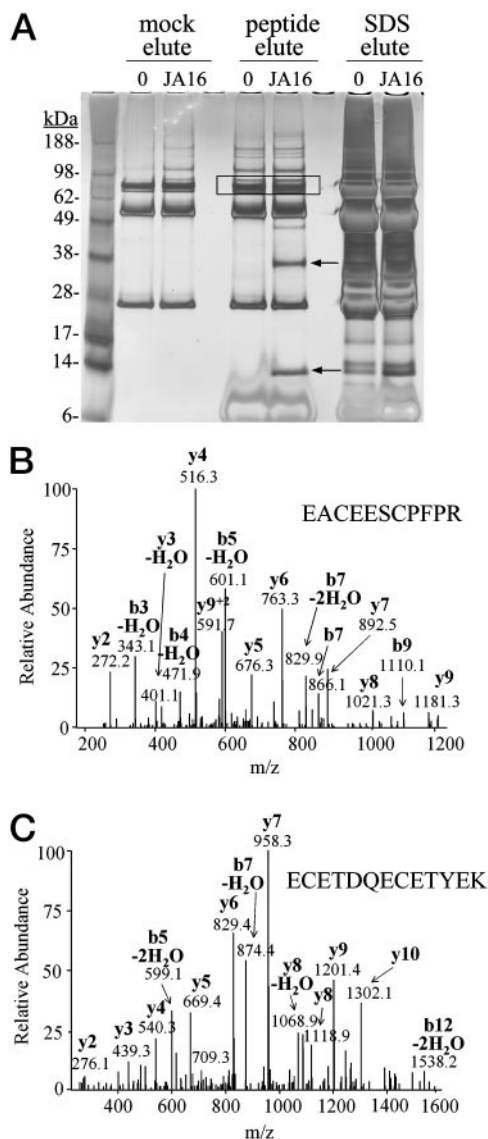 A
mock
elute
peptide
elute
SDS
elute
0 JA16 0 JA16 0 JA16
kDa
188-
98-
62-
49-
38-
28-
17-
14-
6-
B
EACEESCPFPR
Relative Abundance
100
75
50
25
0
y4
516.3
y3
-H₂O
b5
-H₂O
601.1
y9⁺²
591.7
y6
763.3
b7
-2H₂O
829.9
y7
892.5
b7
866.1
b3
-H₂O
343.1
b4
-H₂O
471.9
y2
272.2
401.1
y5
676.3
b9
1110.1
y8
1021.3
y9
1181.3
200 400 600 800 1000 1200
m/z
C
ECETDQECETYEK
Relative Abundance
100
75
50
25
0
y7
958.3
b7
-H₂O
874.4
y6
829.4
b5
-2H₂O
599.1
y5
669.4
y4
540.3
y3
439.3
y2
276.1
709.3
y8
-H₂O
1068.9
y8
1118.9
y9
1201.4
y10
1302.1
b12
-2H₂O
1538.2
400 600 800 1000 1200 1400 1600
m/z